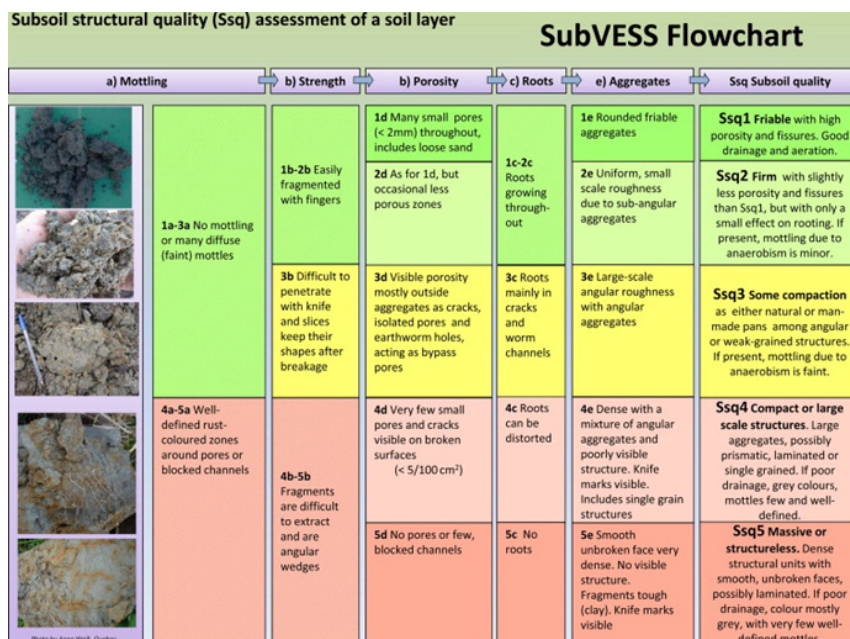 Subsoil structural quality (Ssq) assessment of a soil layer
SubVESS Flowchart
a) Mottling
b) Strength
b) Porosity
c) Roots
e) Aggregates
Ssq Subsoil quality
1a-3a No mottling
or many diffuse
(faint) mottles
4a-5a Well-
defined rust-
coloured zones
around pores or
blocked channels
1b-2b Easily
fragmented
with fingers
3b Difficult to
penetrate
with knife
and slices
keep their
shapes after
breakage
4b-5b
Fragments
are difficult
to extract
and are
angular
wedges
1d Many small pores
(< 2mm) throughout,
includes loose sand
2d As for 1d, but
occasional less
porous zones
3d Visible porosity
mostly outside
aggregates as cracks,
isolated pores and
earthworm holes,
acting as bypass
pores
4d Very few small
pores and cracks
visible on broken
surfaces
(< 5/100 cm²)
5d No pores or few,
blocked channels
1c-2c
Roots
growing
through-
out
3c Roots
mainly in
cracks
and
worm
channels
4c Roots
can be
distorted
5c No
roots
1e Rounded friable
aggregates
2e Uniform, small
scale roughness
due to sub-angular
aggregates
3e Large-scale
angular roughness
with angular
aggregates
4e Dense with a
mixture of angular
aggregates and
poorly visible
structure. Knife
marks visible.
Includes single grain
structures
5e Smooth
unbroken face very
dense. No visible
structure.
Fragments tough
(clay). Knife marks
visible
Ssq1 Friable with high
porosity and fissures. Good
drainage and aeration.
Ssq2 Firm with slightly
less porosity and fissures
than Ssq1, but with only a
small effect on rooting. If
present, mottling due to
anaerobism is minor.
Ssq3 Some compaction
as either natural or man-
made pans among angular
or weak-grained structures.
If present, mottling due to
anaerobism is faint.
Ssq4 Compact or large
scale structures. Large
aggregates, possibly
prismatic, laminated or
single grained. If poor
drainage, grey colours,
mottles few and well-
defined.
Ssq5 Massive or
structureless. Dense
structural units with
smooth, unbroken faces,
possibly laminated. If poor
drainage, colour mostly
grey, with very few well-
defined mottles